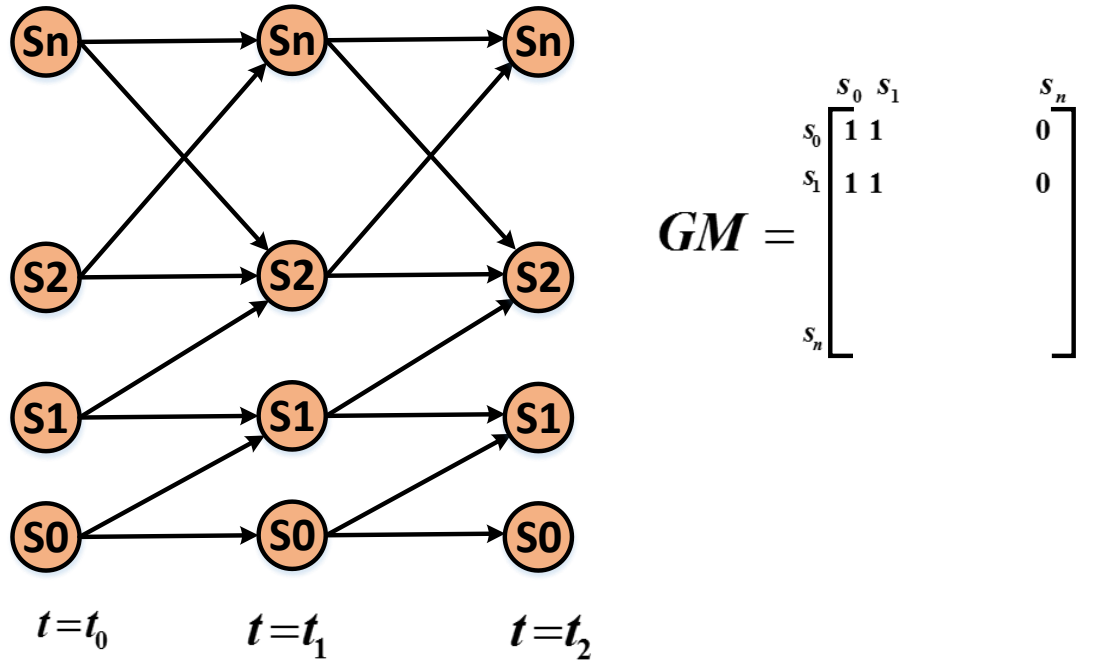 Sn Sn Sn
s₀ s₁ sₙ
s₀ 1 1 0
s₁ 1 1 0
GM =
S2 S2 S2
sₙ
S1 S1 S1
S0 S0 S0
t=t₀ t=t₁ t=t₂